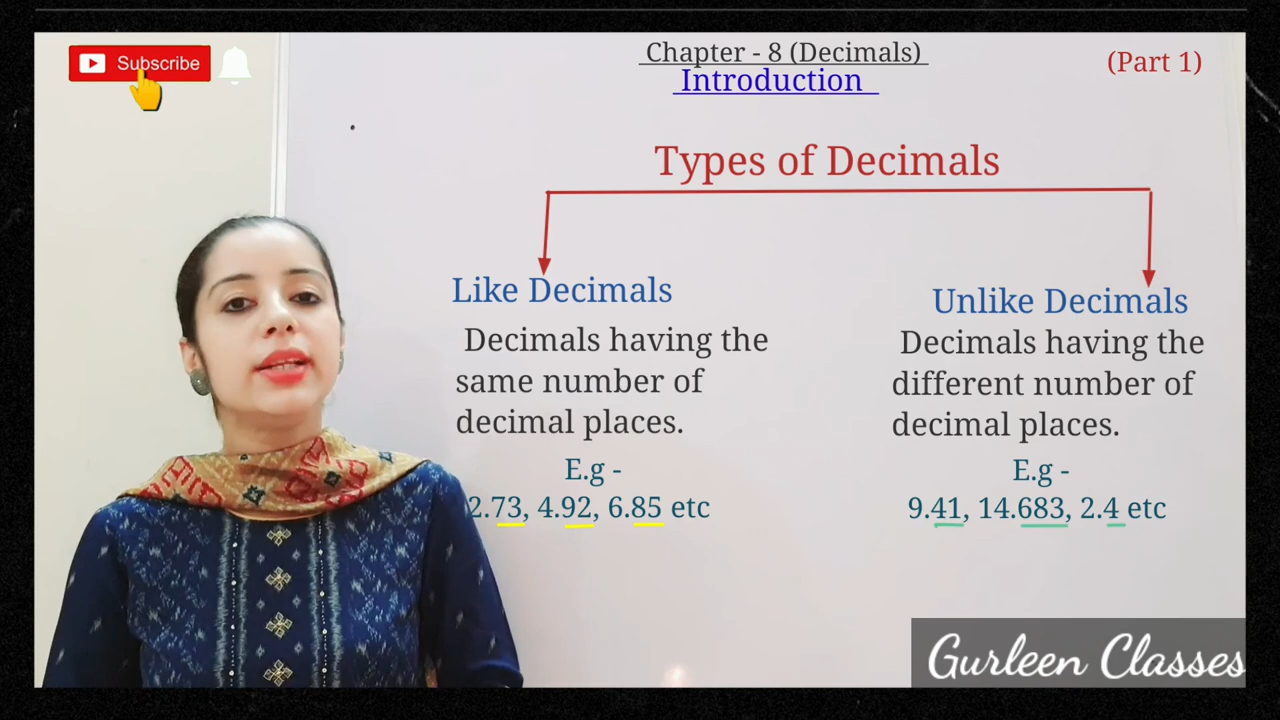 Subscribe
Chapter - 8 (Decimals)
Introduction
(Part 1)
Types of Decimals
Like Decimals
Decimals having the
same number of
decimal places.
E.g -
2.73, 4.92, 6.85 etc
Unlike Decimals
Decimals having the
different number of
decimal places.
E.g -
9.41, 14.683, 2.4 etc
Gurleen Classes